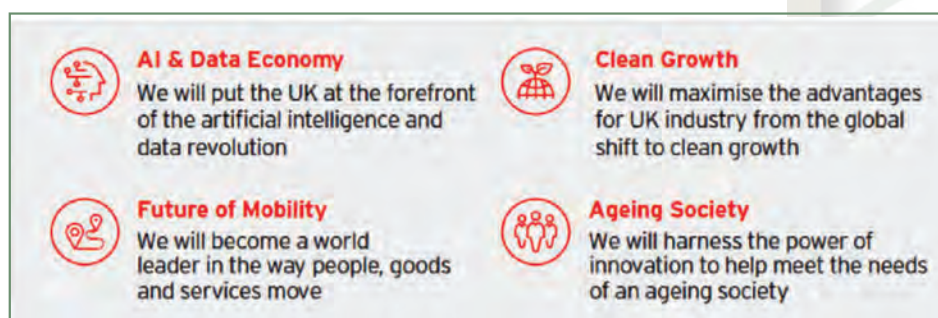 AI & Data Economy
We will put the UK at the forefront
of the artificial intelligence and
data revolution
Clean Growth
We will maximise the advantages
for UK industry from the global
shift to clean growth
Future of Mobility
We will become a world
leader in the way people, goods
and services move
Ageing Society
We will harness the power of
innovation to help meet the needs
of an ageing society